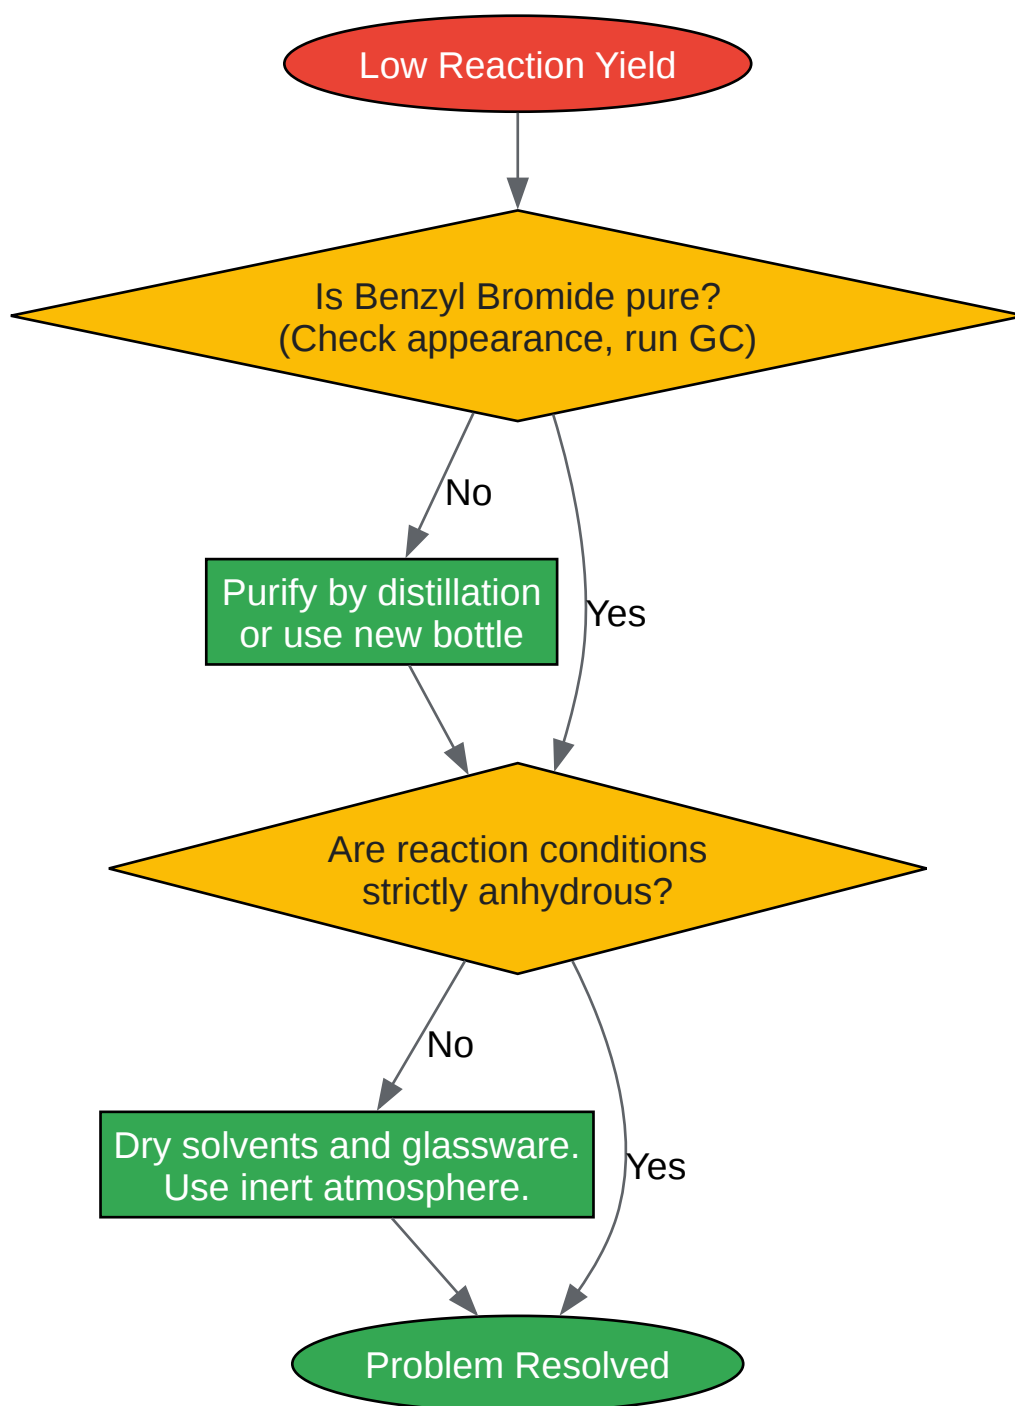 Low Reaction Yield
Is Benzyl Bromide pure?
(Check appearance, run GC)
No
Purify by distillation
or use new bottle
Yes
Are reaction conditions
strictly anhydrous?
No
Dry solvents and glassware.
Use inert atmosphere.
Yes
Problem Resolved